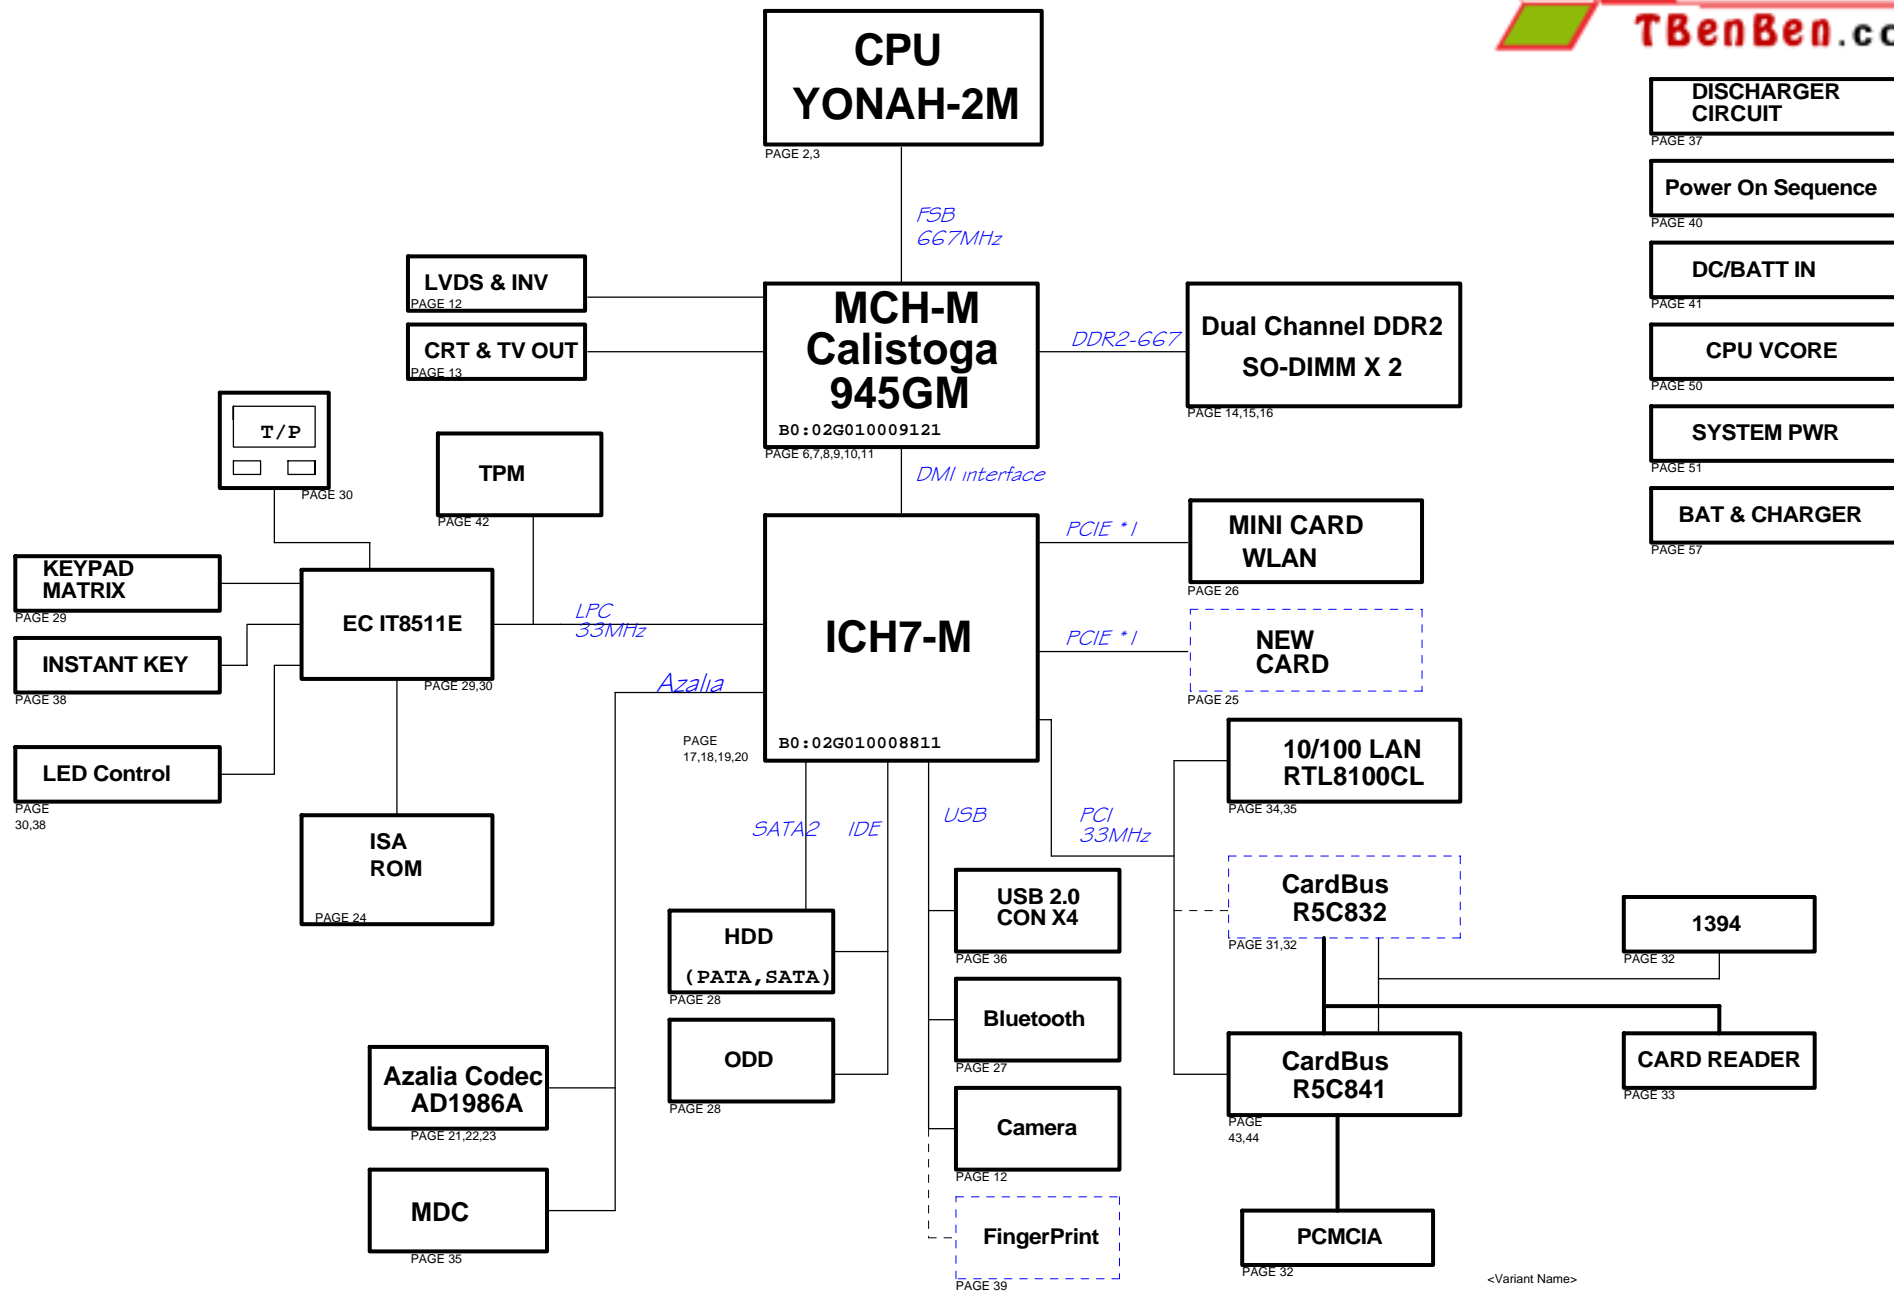 TBenBen.co
CPU
YONAH-2M
PAGE 2,3
FSB
667MHz
LVDS & INV
PAGE 12
CRT & TV OUT
PAGE 13
MCH-M
Calistoga
945GM
B0:02G010009121
PAGE 6,7,8,9,10,11
DDR2-667
Dual Channel DDR2
SO-DIMM X 2
PAGE 14,15,16
DISCHARGER
CIRCUIT
PAGE 37
Power On Sequence
PAGE 40
DC/BATT IN
PAGE 41
CPU VCORE
PAGE 50
SYSTEM PWR
PAGE 51
BAT & CHARGER
PAGE 57
T/P
PAGE 30
TPM
PAGE 42
DMI interface
KEYPAD
MATRIX
PAGE 29
INSTANT KEY
PAGE 38
LED Control
PAGE
30,38
EC IT8511E
PAGE 29,30
LPC
33MHz
ISA
ROM
PAGE 24
ICH7-M
B0:02G010008811
PAGE
17,18,19,20
Azalia
PCIE *1
MINI CARD
WLAN
PAGE 26
PCIE *1
NEW
CARD
PAGE 25
10/100 LAN
RTL8100CL
PAGE 34,35
SATA2
IDE
USB
PCI
33MHz
HDD
(PATA,SATA)
PAGE 28
ODD
PAGE 28
USB 2.0
CON X4
PAGE 36
Bluetooth
PAGE 27
Camera
PAGE 12
FingerPrint
PAGE 39
CardBus
R5C832
PAGE 31,32
1394
PAGE 32
CardBus
R5C841
PAGE
43,44
CARD READER
PAGE 33
PCMCIA
PAGE 32
Azalia Codec
AD1986A
PAGE 21,22,23
MDC
PAGE 35
<Variant Name>